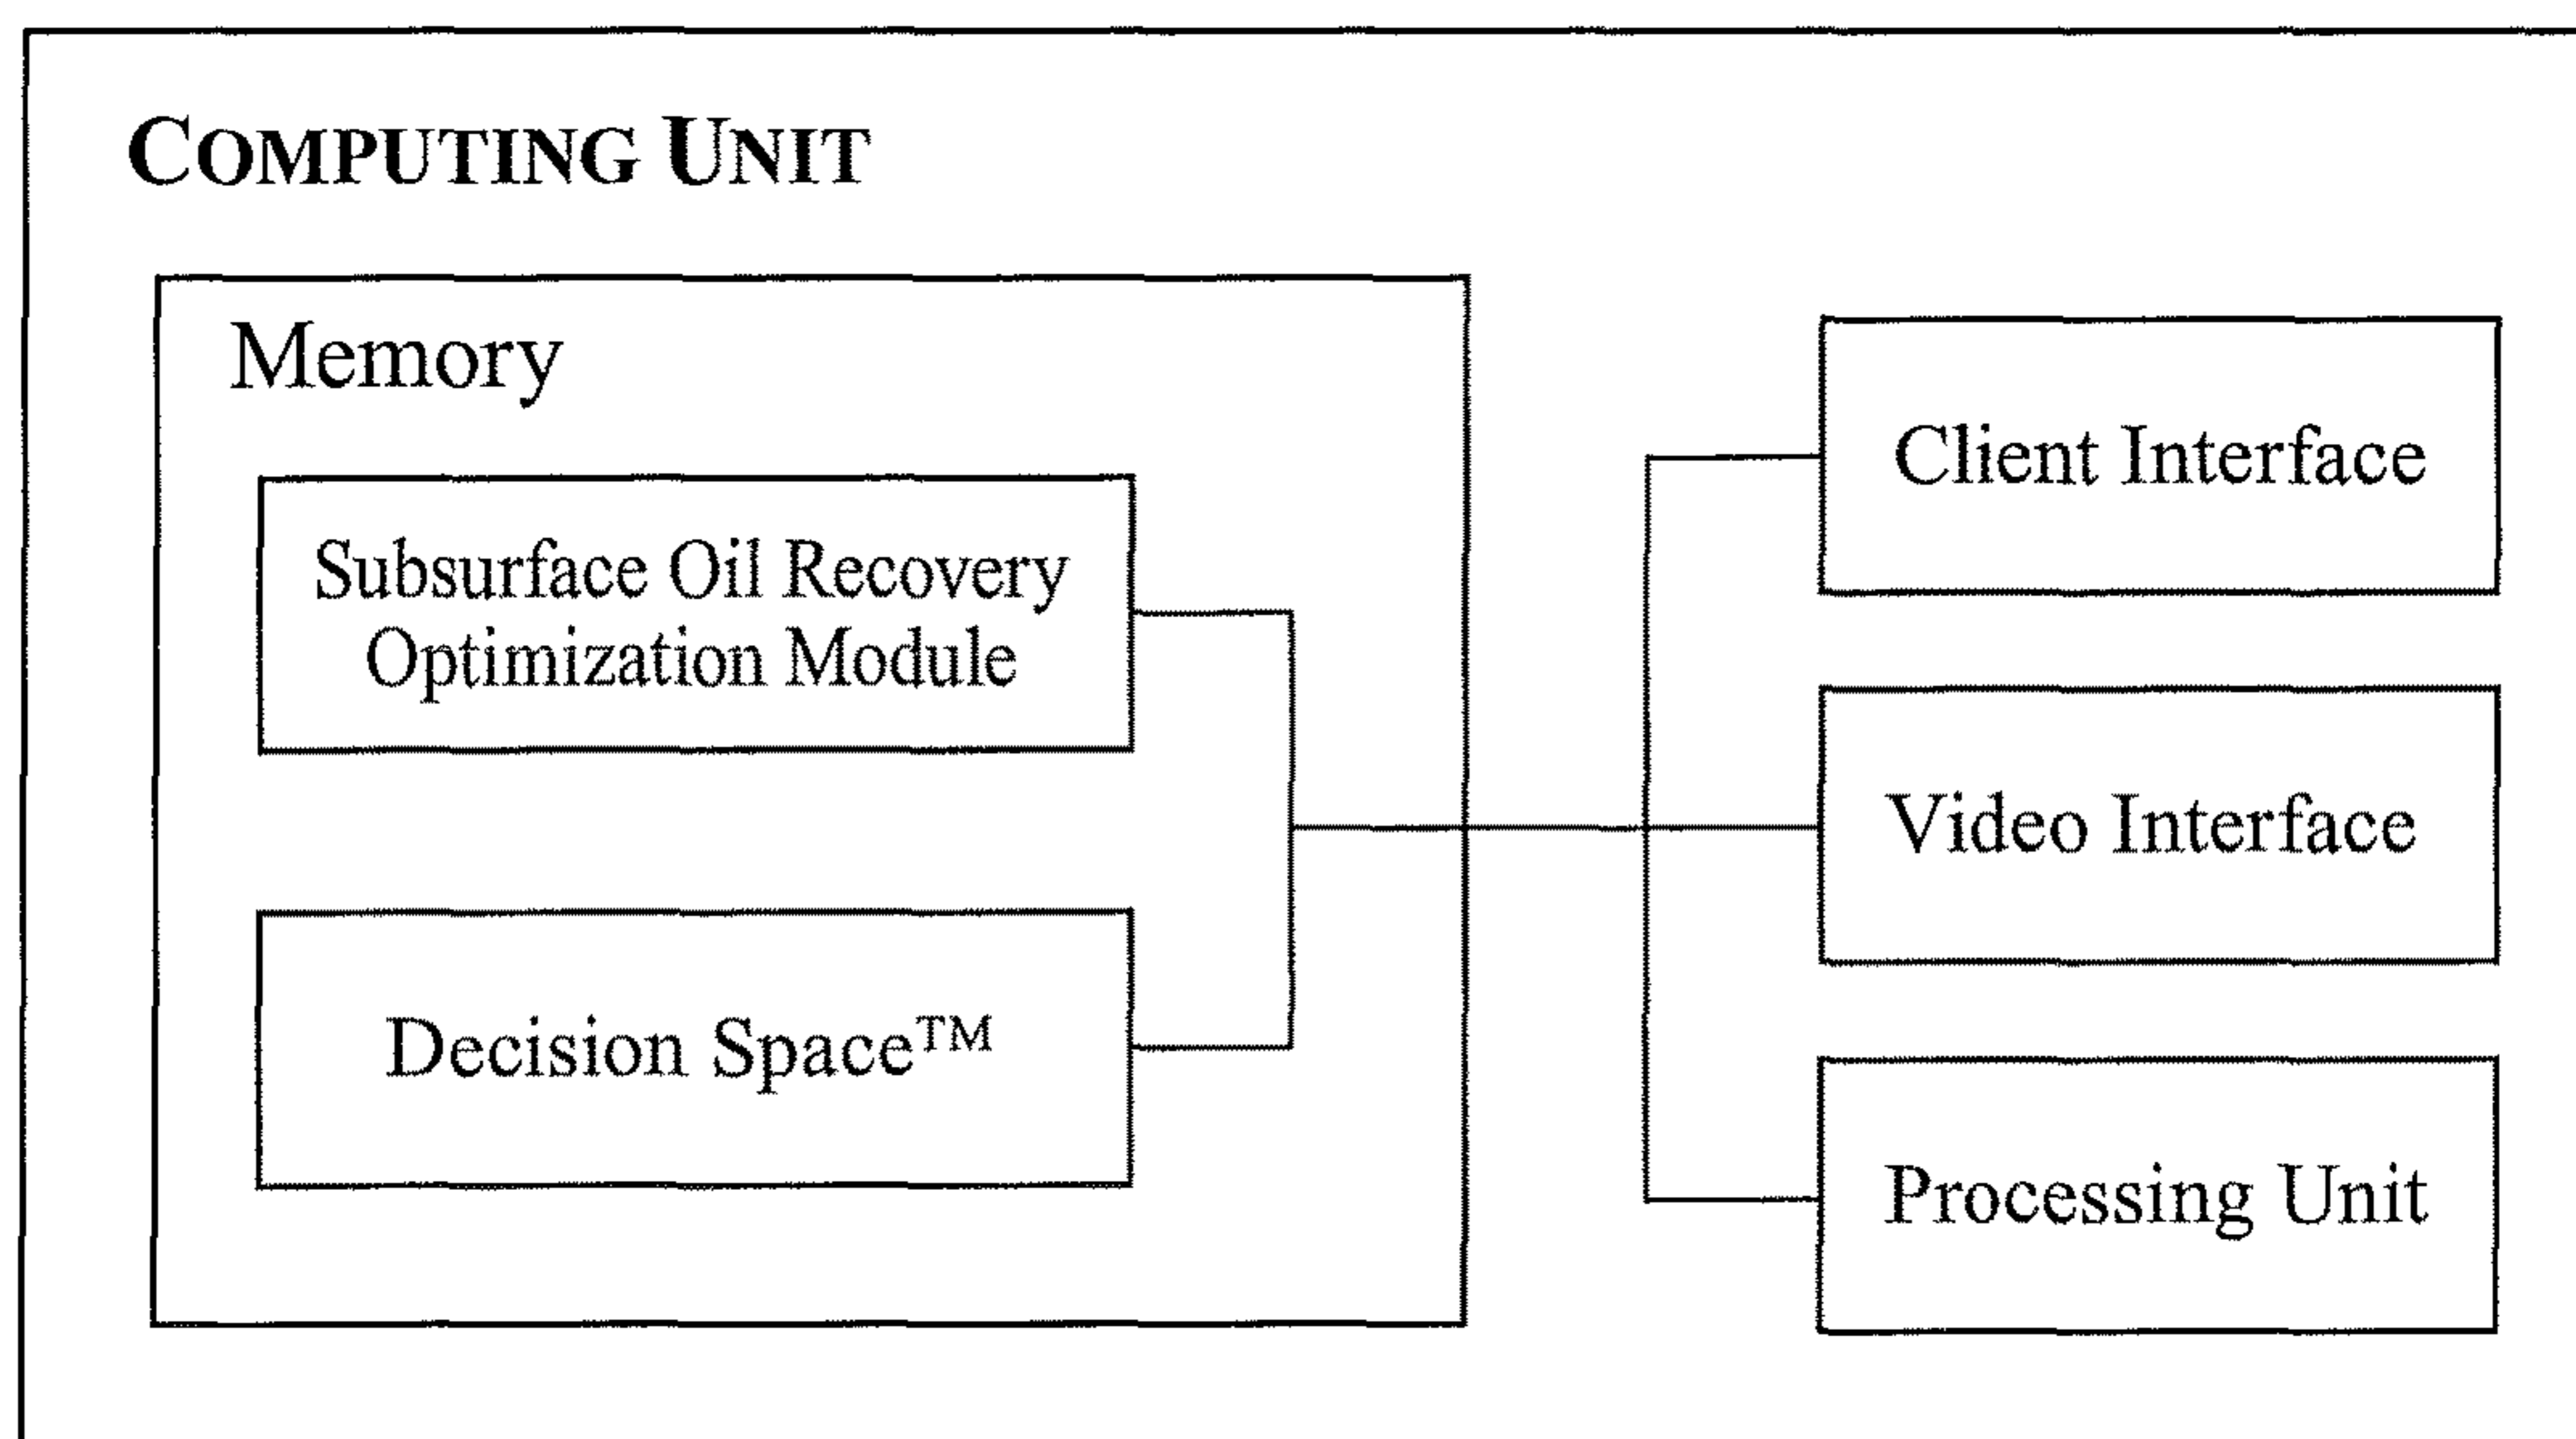 COMPUTING UNIT
Memory
Subsurface Oil Recovery
Optimization Module
Decision Space™
Client Interface
Video Interface
Processing Unit